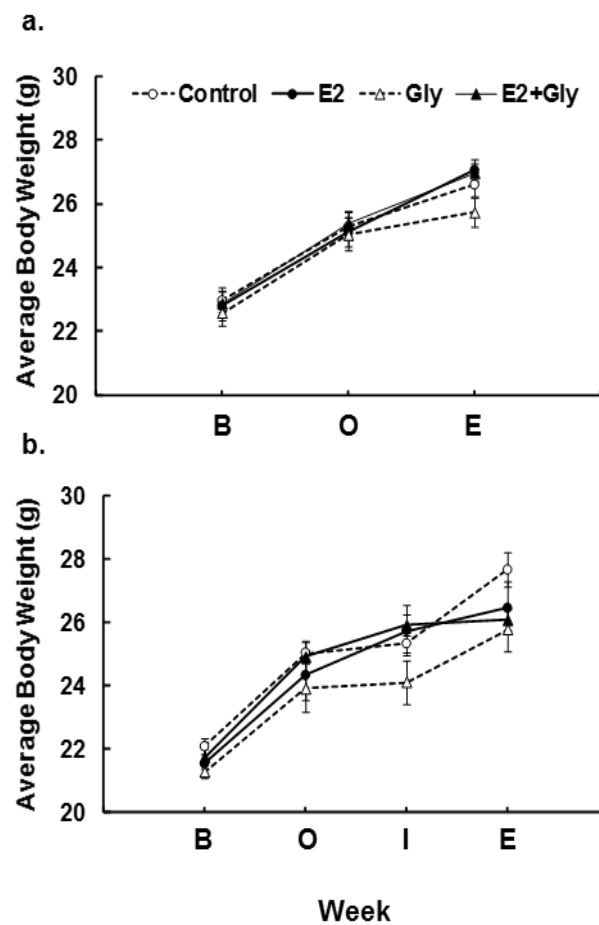 a.
30
28
26
24
22
20
Average Body Weight (g)
Control E2 Gly E2+Gly
B O E
b.
30
28
26
24
22
20
Average Body Weight (g)
B O I E
Week